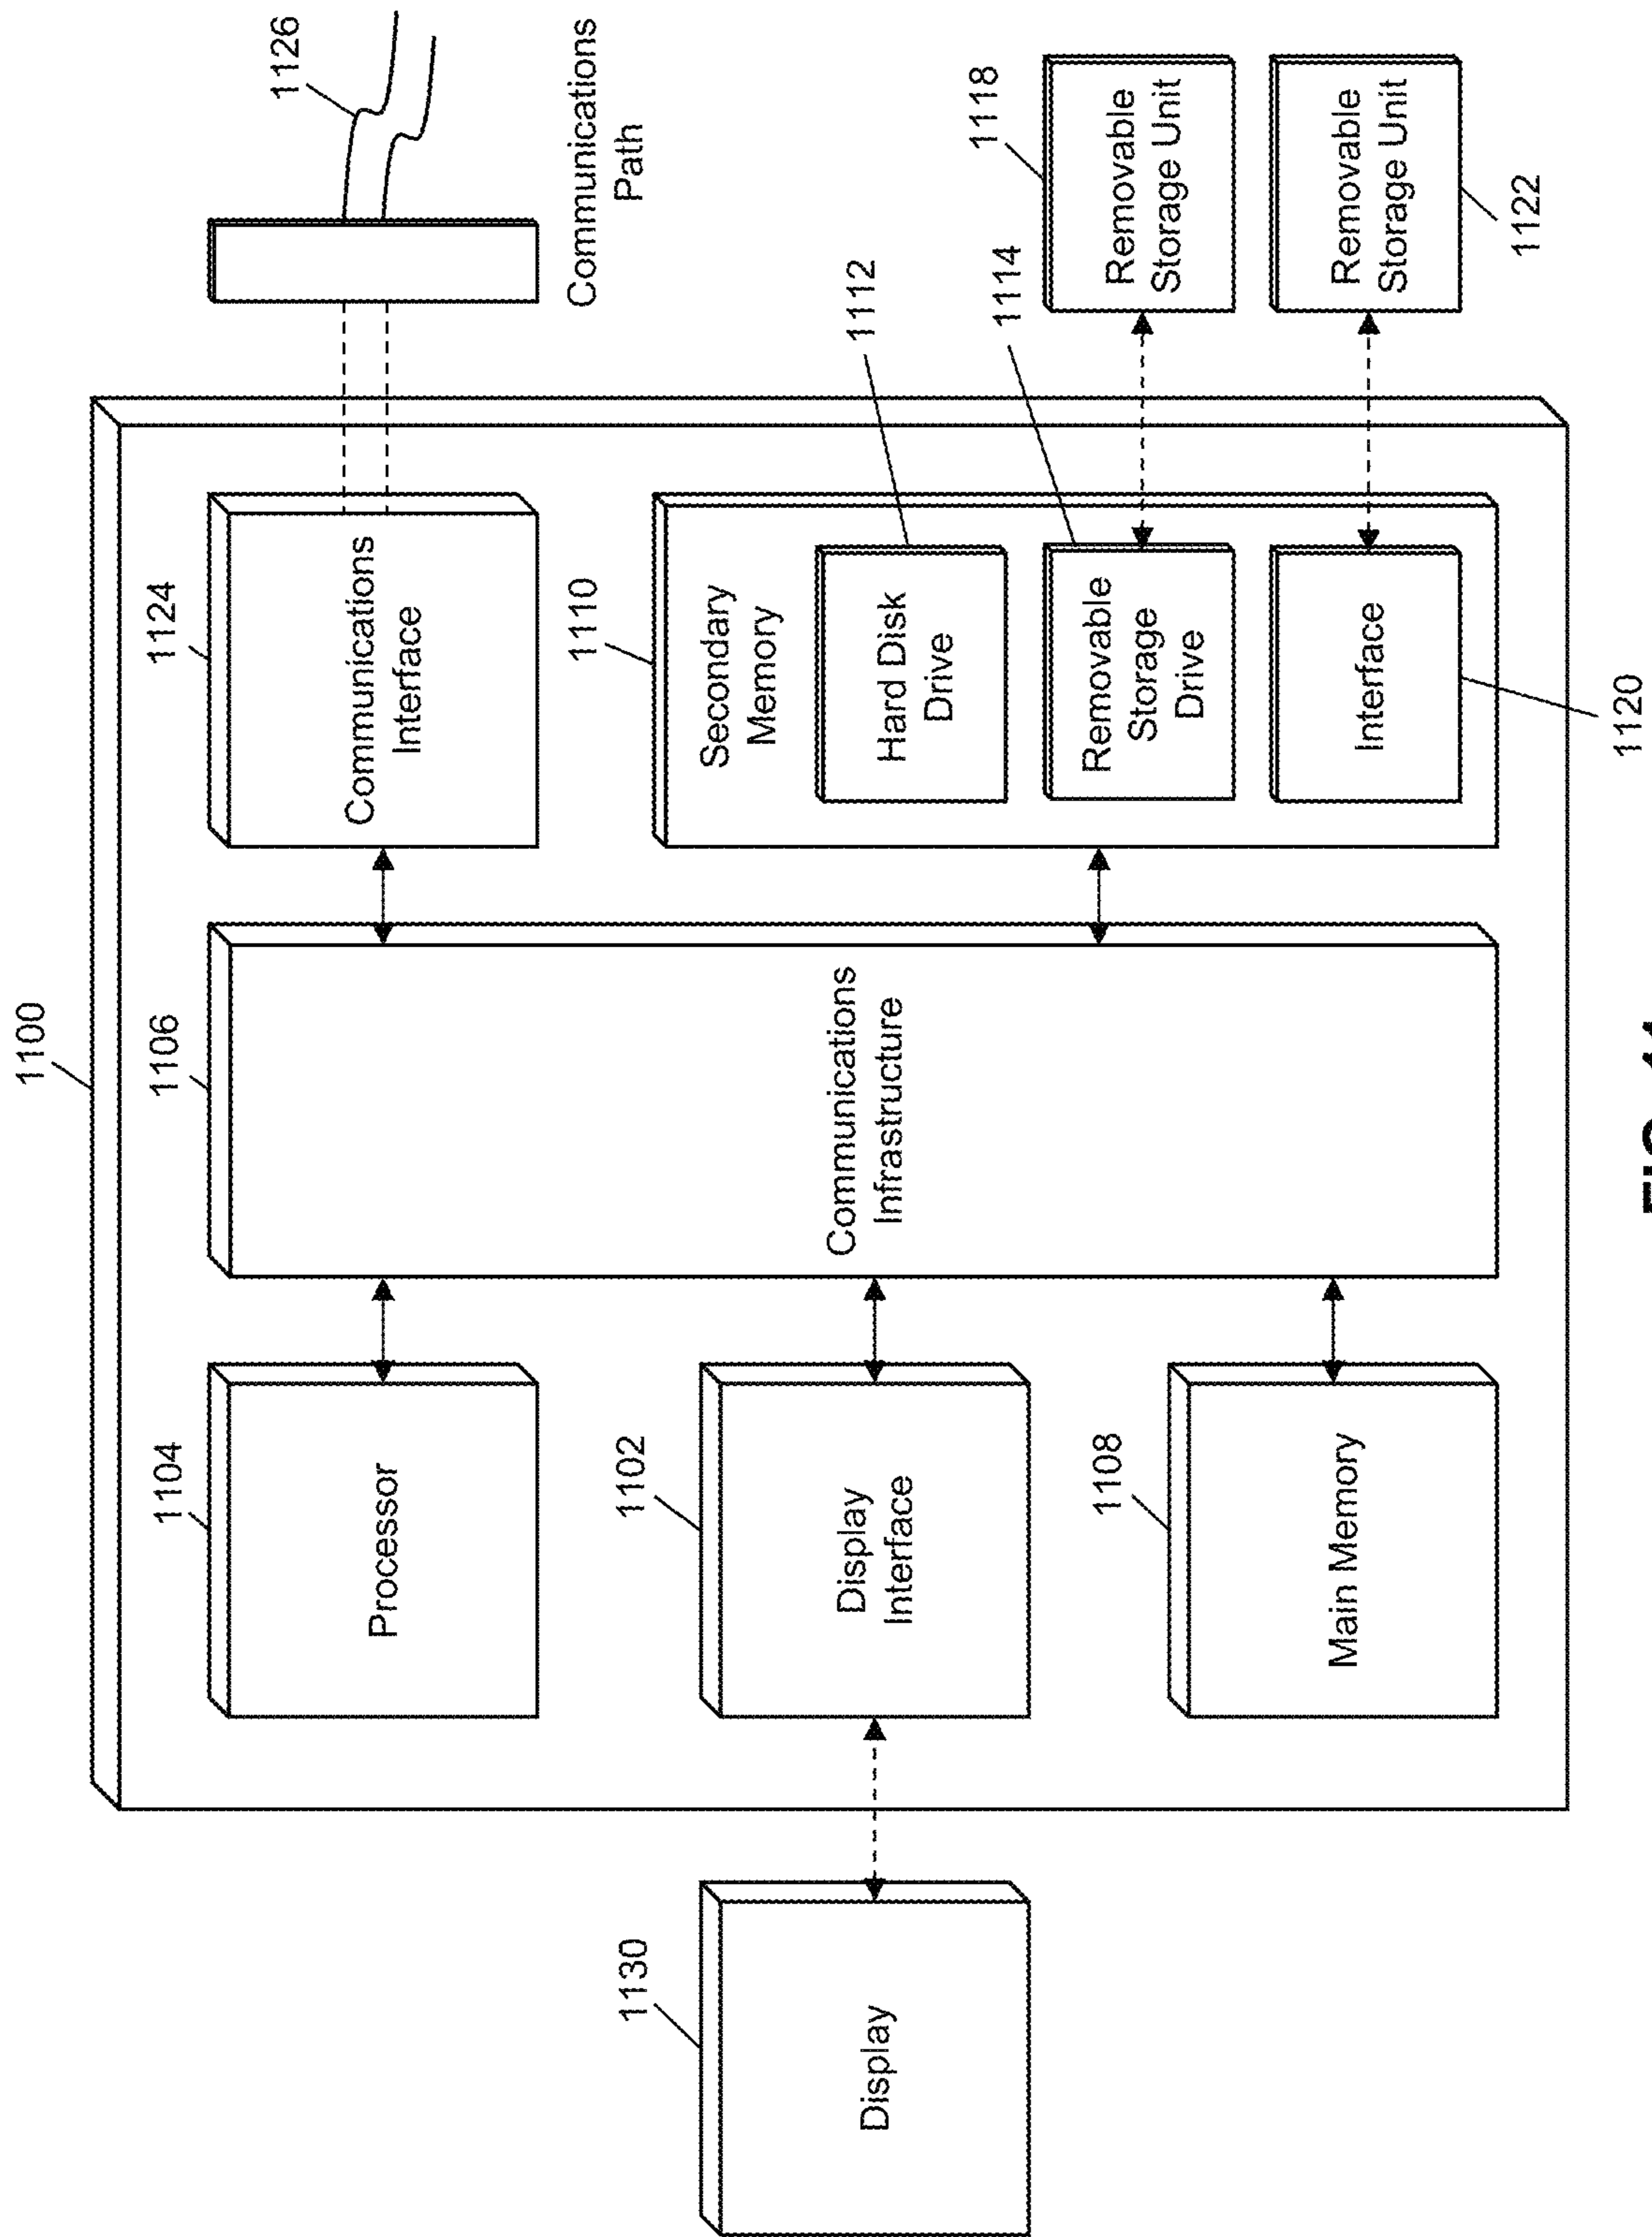 1100
1104
Processor
1106
Communications
Infrastructure
1124
Communications
Interface
1126
Communications
Path
1130
Display
1102
Display
Interface
1108
Main Memory
1110
Secondary
Memory
1112
Hard Disk
Drive
1114
Removable
Storage
Drive
1118
Removable
Storage Unit
Interface
1120
Removable
Storage Unit
1122
FIG. 11